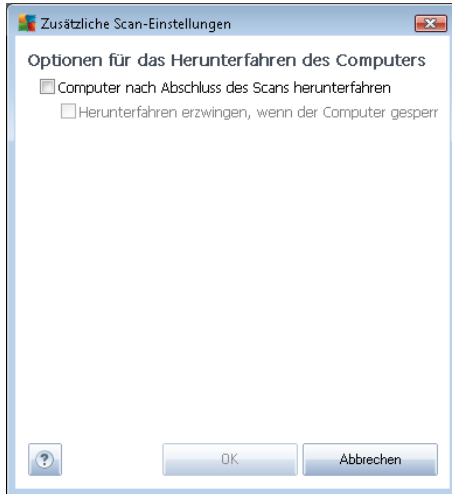 Zusätzliche Scan-Einstellungen
Optionen für das Herunterfahren des Computers
Computer nach Abschluss des Scans herunterfahren
Herunterfahren erzwingen, wenn der Computer gesperr
?
OK
Abbrechen